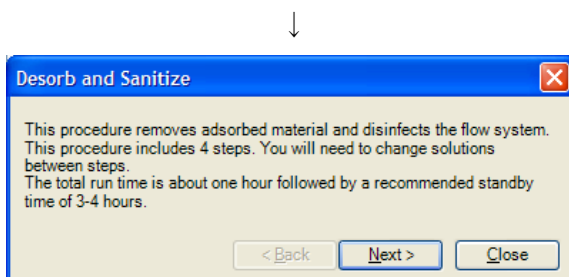 ↓
Desorb and Sanitize
This procedure removes adsorbed material and disinfects the flow system.
This procedure includes 4 steps. You will need to change solutions
between steps.
The total run time is about one hour followed by a recommended standby
time of 3-4 hours.
< Back Next > Close